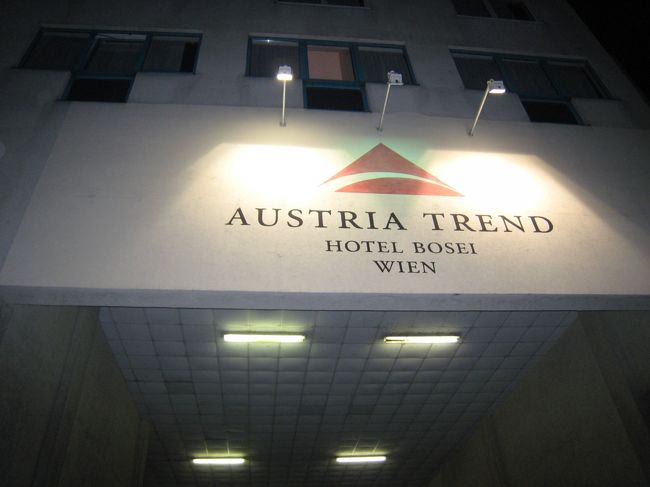 AUSTRIA TREND
HOTEL BOSEI
WIEN